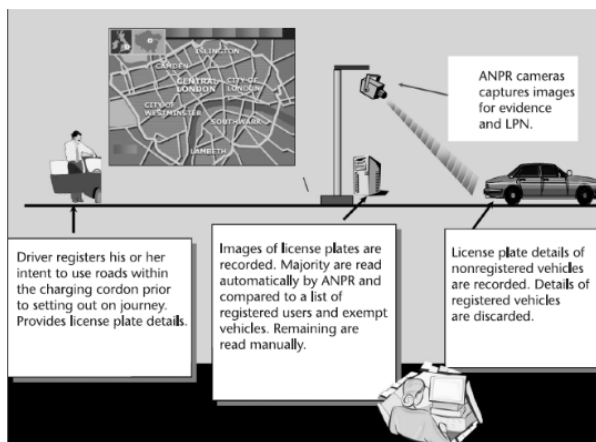 ISLINGTON
CAMDEN
CENTRAL
LONDON
CITY OF
LONDON
CITY OF
WESTMINSTER
SOUTHWARK
LAMBETH
ANPR cameras
captures images
for evidence
and LPN.
Driver registers his or her
intent to use roads within
the charging cordon prior
to setting out on journey.
Provides license plate details.
Images of license plates are
recorded. Majority are read
automatically by ANPR and
compared to a list of
registered users and exempt
vehicles. Remaining are
read manually.
License plate details of
nonregistered vehicles
are recorded. Details of
registered vehicles
are discarded.